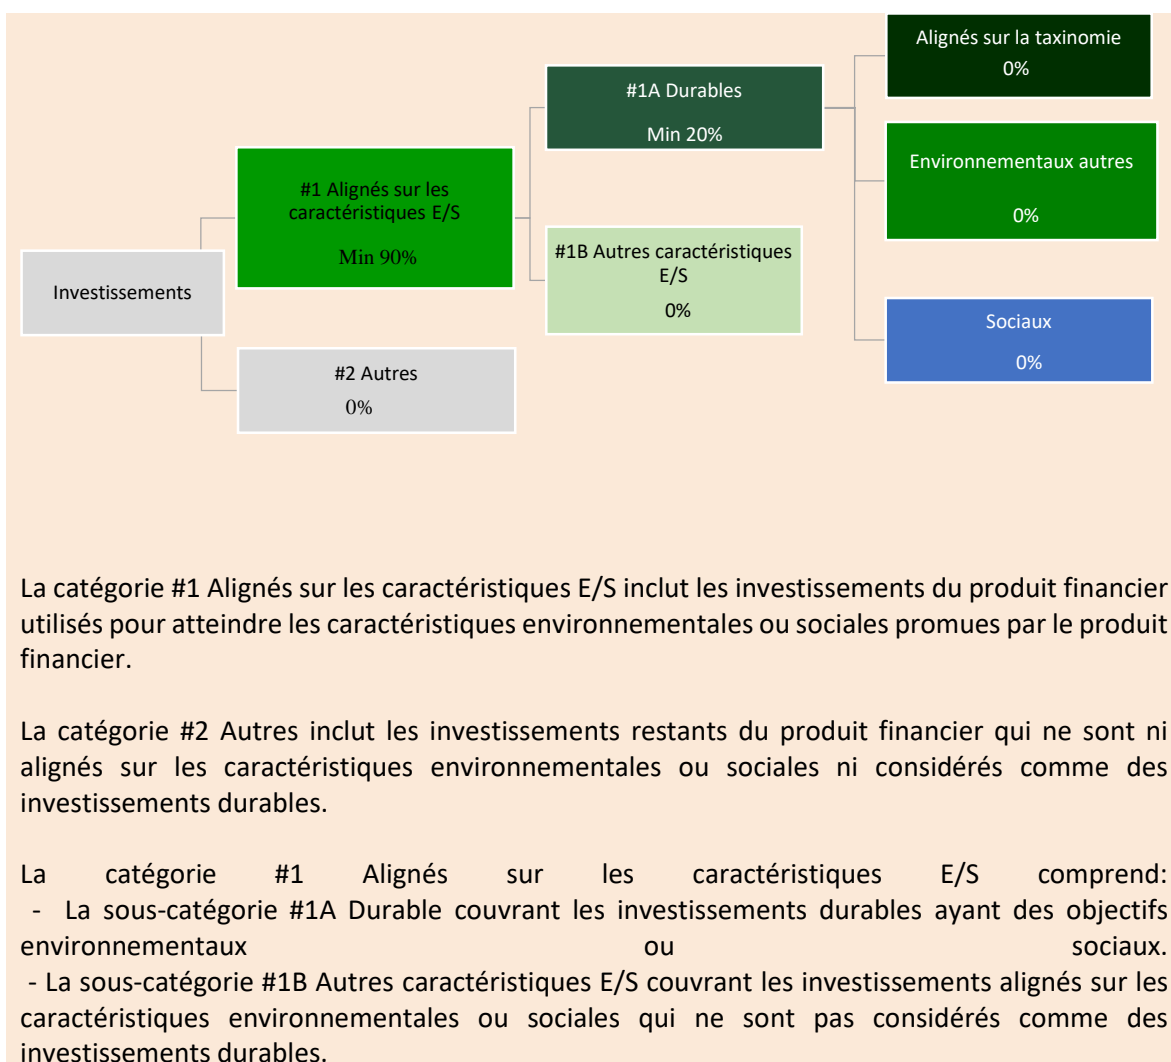 Investissements
#1 Alignés sur les
caractéristiques E/S
Min 90%
#2 Autres
0%
#1A Durables
Min 20%
#1B Autres caractéristiques
E/S
0%
Alignés sur la taxinomie
0%
Environnementaux autres
0%
Sociaux
0%
La catégorie #1 Alignés sur les caractéristiques E/S inclut les investissements du produit financier
utilisés pour atteindre les caractéristiques environnementales ou sociales promues par le produit
financier.
La catégorie #2 Autres inclut les investissements restants du produit financier qui ne sont ni
alignés sur les caractéristiques environnementales ou sociales ni considérés comme des
investissements durables.
La catégorie #1 Alignés sur les caractéristiques E/S comprend:
- La sous-catégorie #1A Durable couvrant les investissements durables ayant des objectifs
environnementaux ou sociaux.
- La sous-catégorie #1B Autres caractéristiques E/S couvrant les investissements alignés sur les
caractéristiques environnementales ou sociales qui ne sont pas considérés comme des
investissements durables.